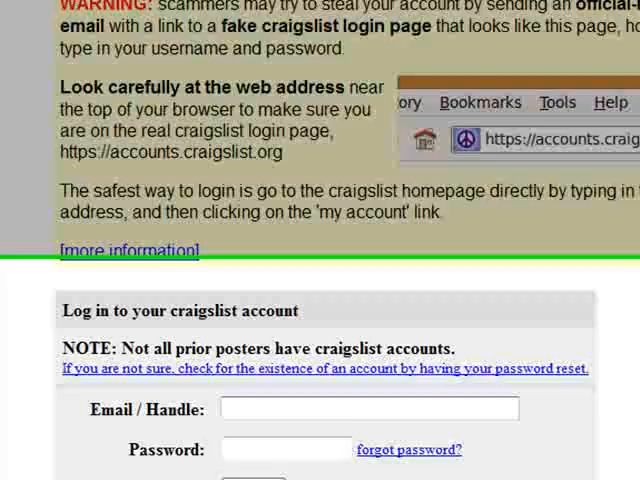 WARNING: scammers may try to steal your account by sending an official-
email with a link to a fake craigslist login page that looks like this page, ho
type in your username and password.
Look carefully at the web address near
the top of your browser to make sure you
are on the real craigslist login page,
https://accounts.craigslist.org
ory Bookmarks Tools Help
https://accounts.craig
The safest way to login is go to the craigslist homepage directly by typing in
address, and then clicking on the 'my account' link.
[more information]
Log in to your craigslist account
NOTE: Not all prior posters have craigslist accounts.
If you are not sure, check for the existence of an account by having your password reset.
Email / Handle:
Password:
forgot password?